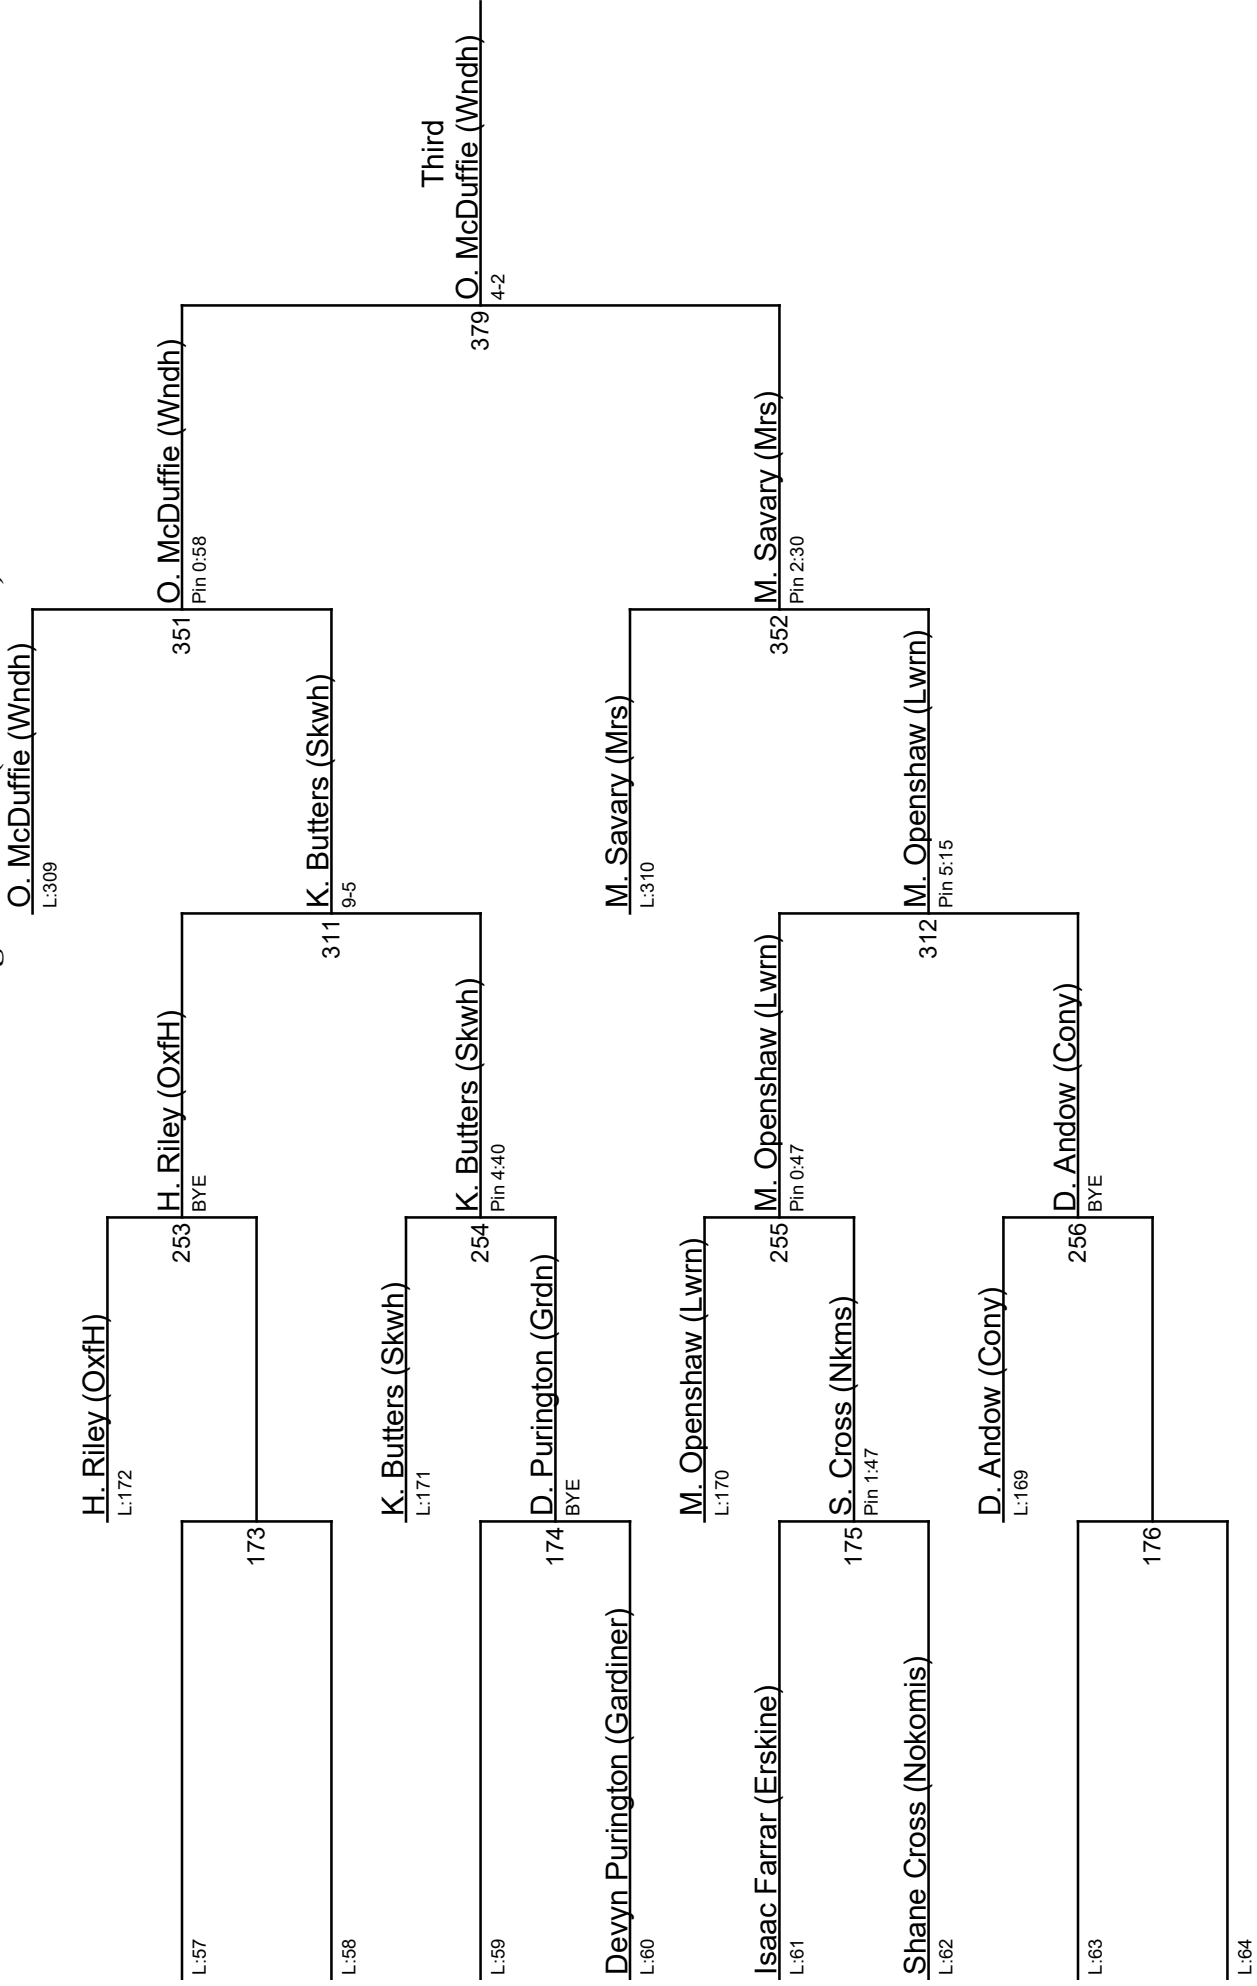 L:57
L:58
L:59
Devyn Purington (Gardiner)
L:60
Isaac Farrar (Erskine)
L:61
Shane Cross (Nokomis)
L:62
L:63
L:64
173
174
175
176
H. Riley (OxfH)
L:172
K. Butters (Skwh)
L:171
D. Purington (Grdn)
BYE
M. Openshaw (Lwrn)
L:170
S. Cross (Nkms)
Pin 1:47
D. Andow (Cony)
L:169
253
254
255
256
H. Riley (OxfH)
BYE
K. Butters (Skwh)
Pin 4:40
M. Openshaw (Lwrn)
Pin 0:47
D. Andow (Cony)
BYE
311
312
O. McDuffie (Wndh)
L:309
K. Butters (Skwh)
9-5
M. Savary (Mrs)
L:310
M. Openshaw (Lwrn)
Pin 5:15
351
352
O. McDuffie (Wndh)
Pin 0:58
M. Savary (Mrs)
Pin 2:30
379
Third
O. McDuffie (Wndh)
4-2